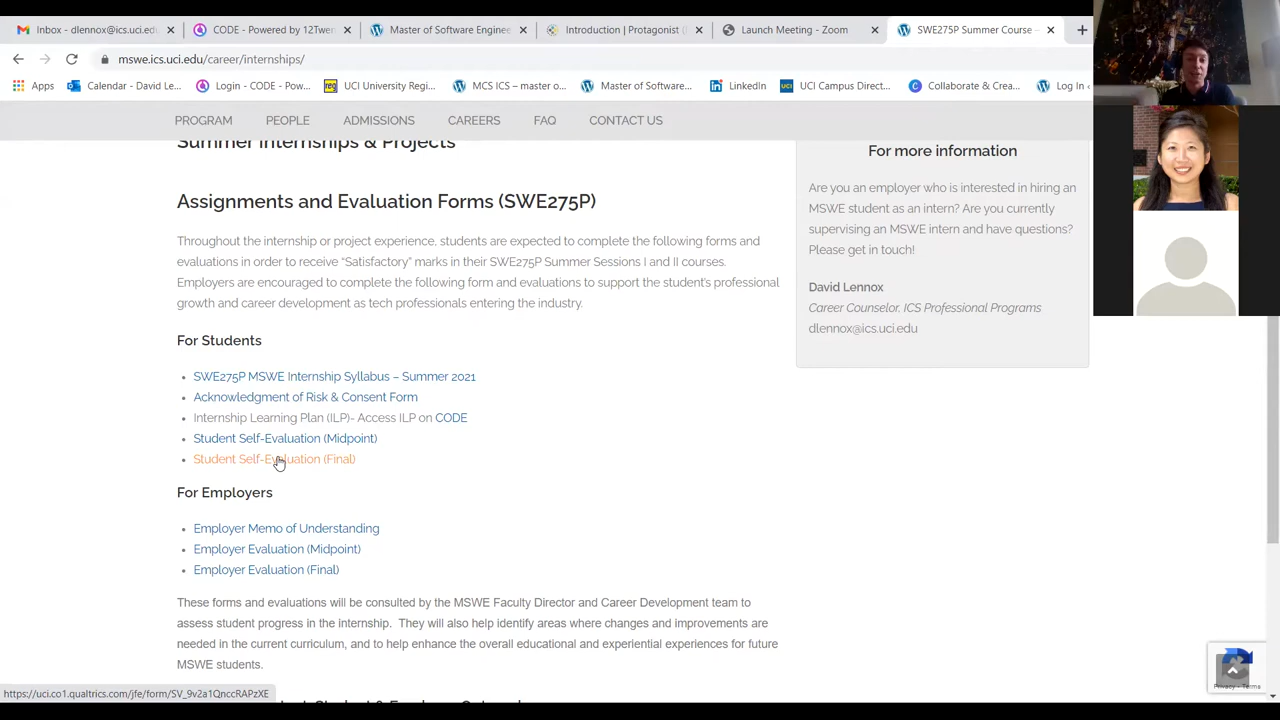 Inbox - dlennox@ics.uci.edu
CODE - Powered by 12Twen
Master of Software Enginee
Introduction | Protagonist (
Launch Meeting - Zoom
SWE275P Summer Course –
mswe.ics.uci.edu/career/internships/
Apps
Calendar - David Le...
Login - CODE - Pow...
UCI University Regi...
MCS ICS – master o...
Master of Software...
LinkedIn
UCI Campus Direct...
Collaborate & Crea...
Log In ‹
PROGRAM
PEOPLE
ADMISSIONS
CAREERS
FAQ
CONTACT US
Summer Internships & Projects
Assignments and Evaluation Forms (SWE275P)
Throughout the internship or project experience, students are expected to complete the following forms and
evaluations in order to receive “Satisfactory” marks in their SWE275P Summer Sessions I and II courses.
Employers are encouraged to complete the following form and evaluations to support the student's professional
growth and career development as tech professionals entering the industry.
For Students
SWE275P MSWE Internship Syllabus – Summer 2021
Acknowledgment of Risk & Consent Form
Internship Learning Plan (ILP)- Access ILP on CODE
Student Self-Evaluation (Midpoint)
Student Self-Evaluation (Final)
For Employers
Employer Memo of Understanding
Employer Evaluation (Midpoint)
Employer Evaluation (Final)
These forms and evaluations will be consulted by the MSWE Faculty Director and Career Development team to
assess student progress in the internship. They will also help identify areas where changes and improvements are
needed in the current curriculum, and to help enhance the overall educational and experiential experiences for future
MSWE students.
For more information
Are you an employer who is interested in hiring an
MSWE student as an intern? Are you currently
supervising an MSWE intern and have questions?
Please get in touch!
David Lennox
Career Counselor, ICS Professional Programs
dlennox@ics.uci.edu
Privacy - Terms
https://uci.co1.qualtrics.com/jfe/form/SV_9v2a1QnccRAPzXE